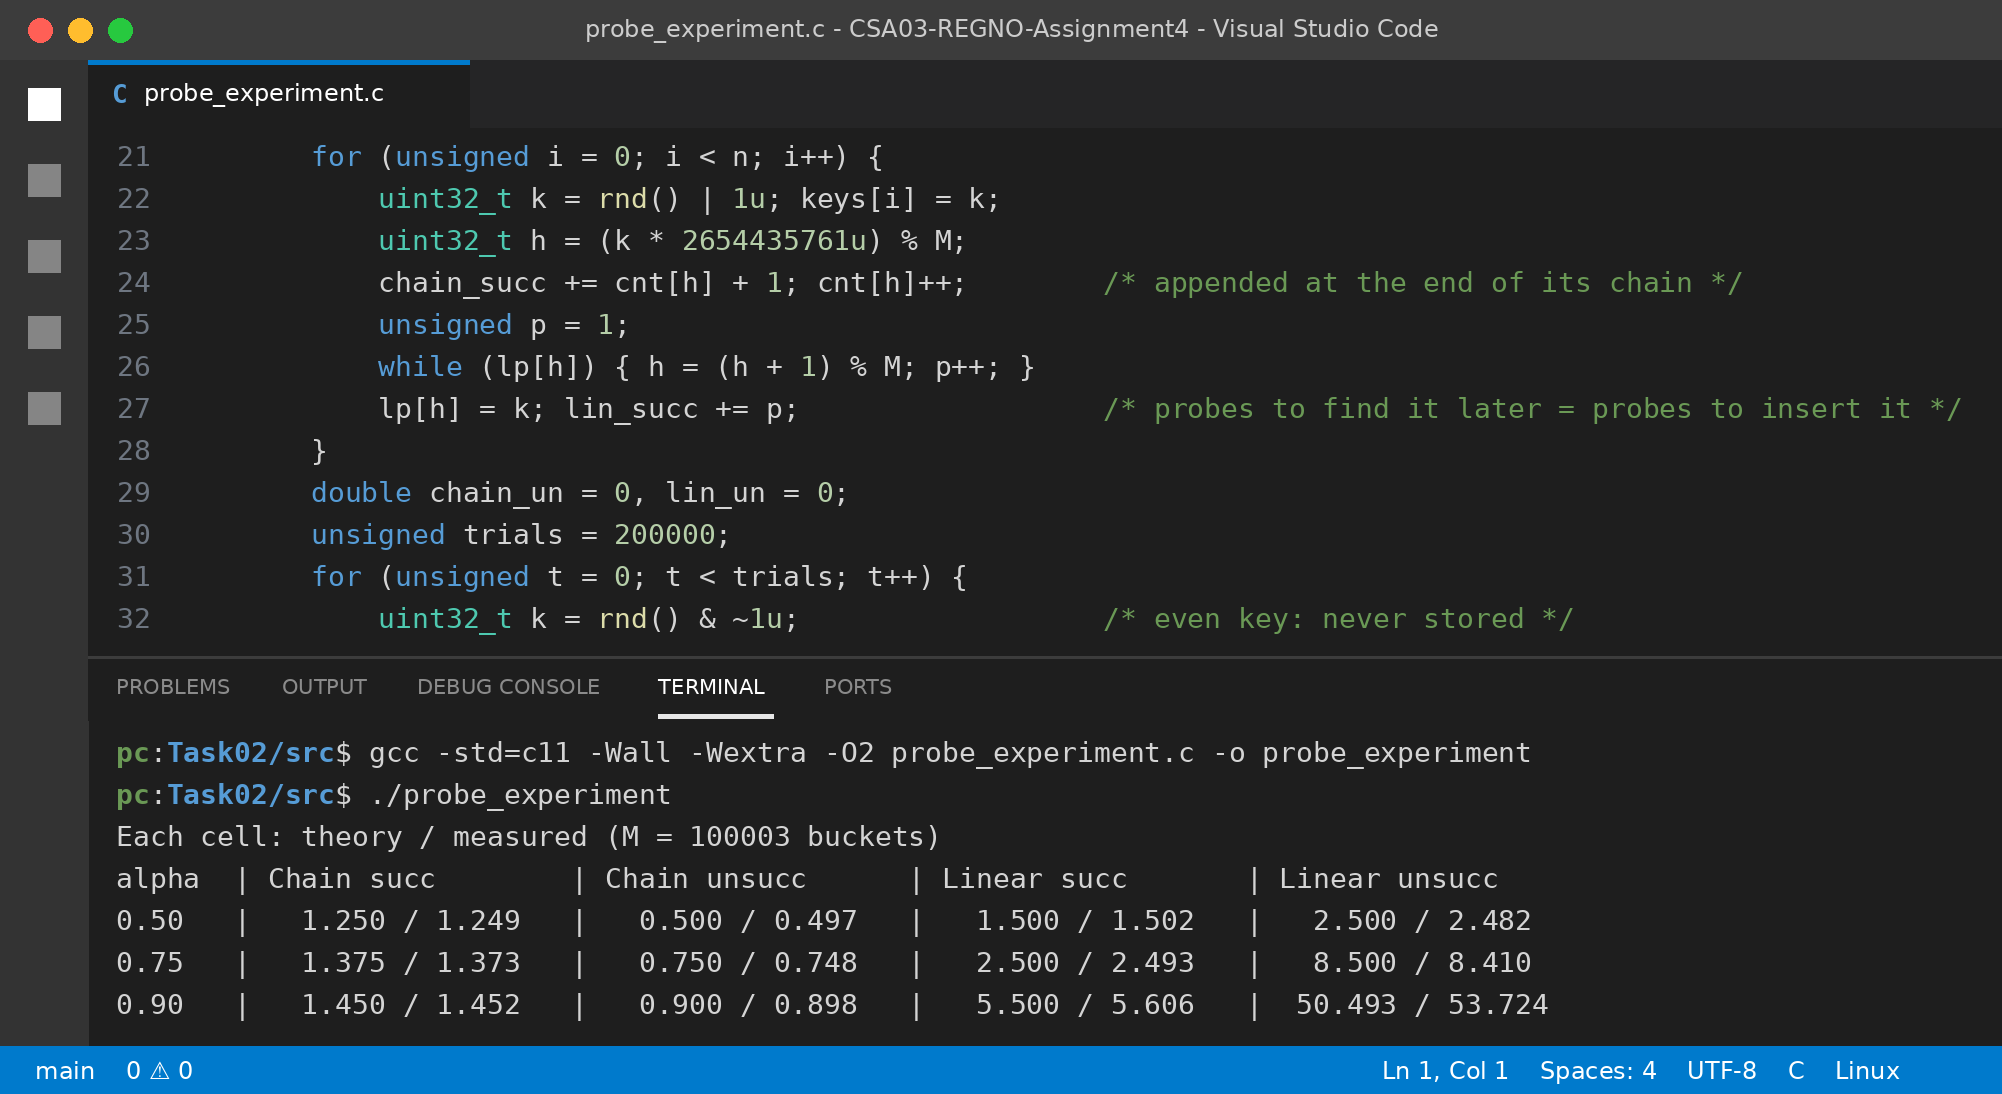 probe_experiment.c - CSA03-REGNO-Assignment4 - Visual Studio Code
C probe_experiment.c
21 for (unsigned i = 0; i < n; i++) {
22 uint32_t k = rnd() | 1u; keys[i] = k;
23 uint32_t h = (k * 2654435761u) % M;
24 chain_succ += cnt[h] + 1; cnt[h]++; /* appended at the end of its chain */
25 unsigned p = 1;
26 while (lp[h]) { h = (h + 1) % M; p++; }
27 lp[h] = k; lin_succ += p; /* probes to find it later = probes to insert it */
28 }
29 double chain_un = 0, lin_un = 0;
30 unsigned trials = 200000;
31 for (unsigned t = 0; t < trials; t++) {
32 uint32_t k = rnd() & ~1u; /* even key: never stored */
PROBLEMS OUTPUT DEBUG CONSOLE TERMINAL PORTS
pc:Task02/src$ gcc -std=c11 -Wall -Wextra -O2 probe_experiment.c -o probe_experiment
pc:Task02/src$ ./probe_experiment
Each cell: theory / measured (M = 100003 buckets)
alpha | Chain succ | Chain unsucc | Linear succ | Linear unsucc
0.50 | 1.250 / 1.249 | 0.500 / 0.497 | 1.500 / 1.502 | 2.500 / 2.482
0.75 | 1.375 / 1.373 | 0.750 / 0.748 | 2.500 / 2.493 | 8.500 / 8.410
0.90 | 1.450 / 1.452 | 0.900 / 0.898 | 5.500 / 5.606 | 50.493 / 53.724
main 0 ⚠ 0 Ln 1, Col 1 Spaces: 4 UTF-8 C Linux